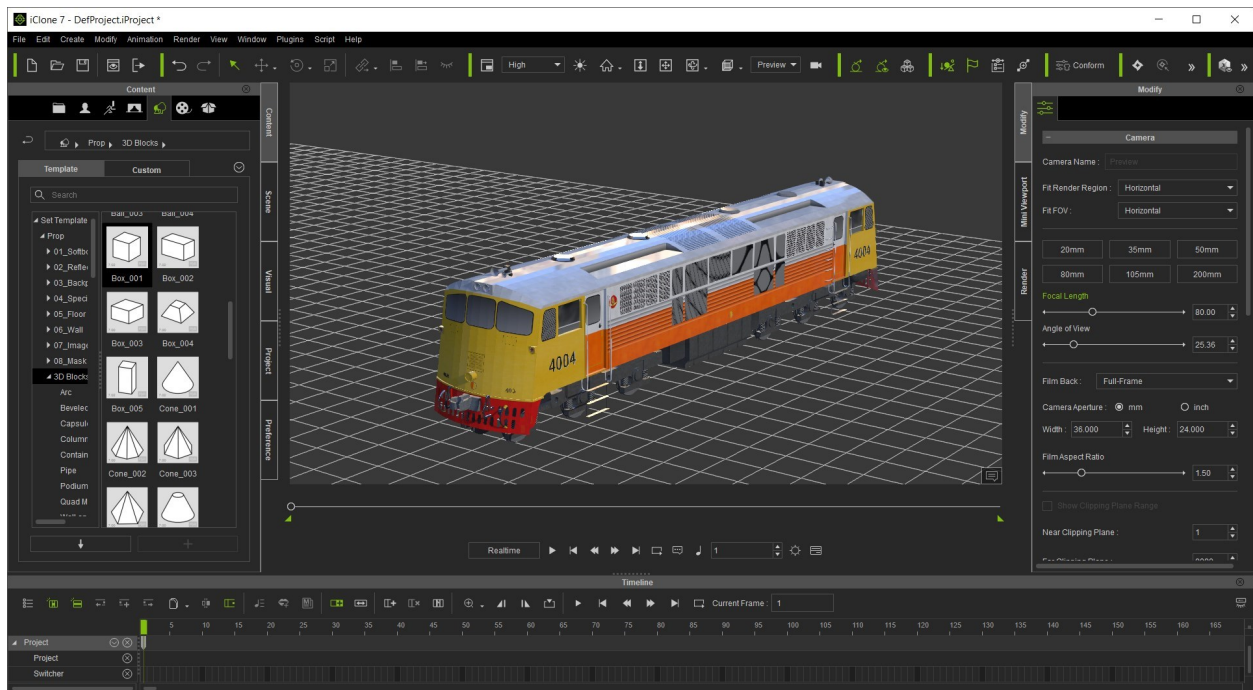 iClone 7 - DefProject.iProject *
File Edit Create Modify Animation Render View Window Plugins Script Help
High Preview Conform
Content
Prop 3D Blocks
Template Custom
Search
Set Template
Prop
01_Softbo
02_Reflec
03_Backg
04_Speci
05_Floor
06_Wall
07_Image
08_Mask
3D Blocks
Arc
Beveled
Capsule
Column
Contain
Pipe
Podium
Quad M
Ball_003 Ball_004
Box_001 Box_002
Box_003 Box_004
Box_005 Cone_001
Cone_002 Cone_003
Content
Scene
Visual
Project
Preference
4004
4004
Modify
Mini Viewport
Render
Modify
Camera
Camera Name : Preview
Fit Render Region : Horizontal
Fit FOV : Horizontal
20mm 35mm 50mm
80mm 105mm 200mm
Focal Length
80.00
Angle of View
25.36
Film Back : Full-Frame
Camera Aperture : mm inch
Width : 36.000 Height : 24.000
Film Aspect Ratio
1.50
Show Clipping Plane Range
Near Clipping Plane : 1
Realtime 1
Timeline
Current Frame : 1
5 10 15 20 25 30 35 40 45 50 55 60 65 70 75 80 85 90 95 100 105 110 115 120 125 130 135 140 145 150 155 160 165
Project
Project
Switcher